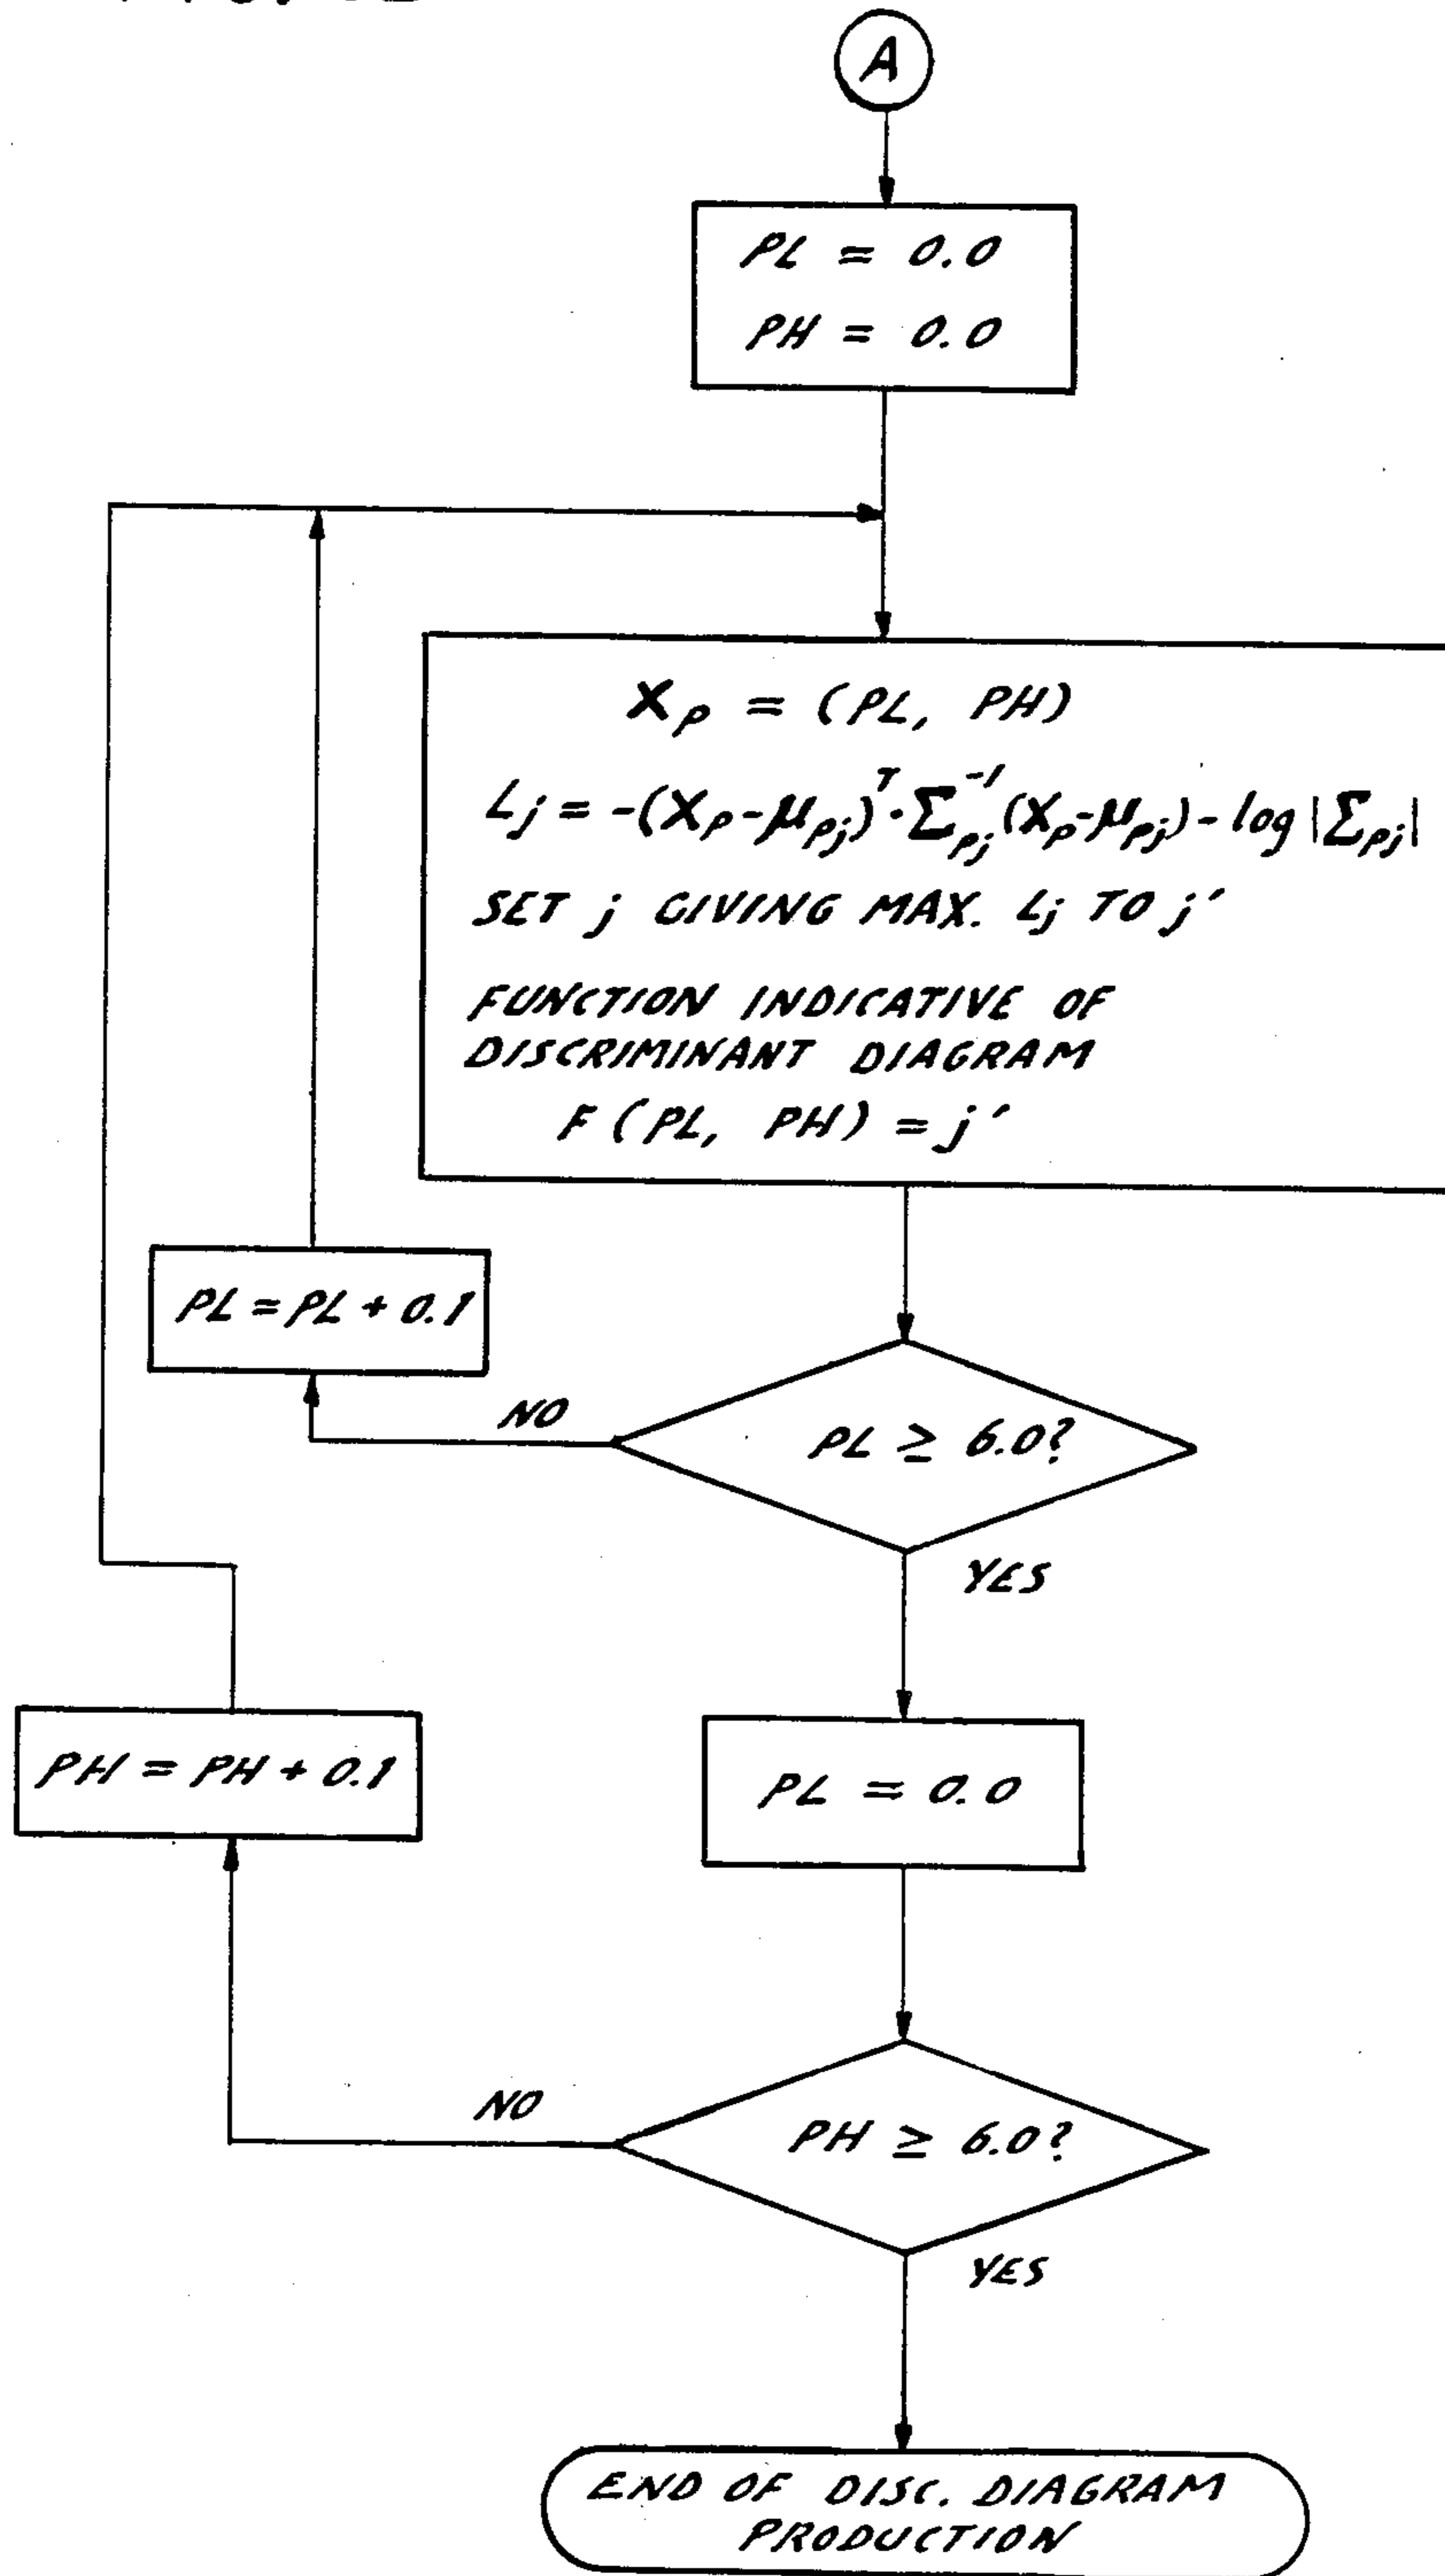 A
PL = 0.0
PH = 0.0
Xp = (PL, PH)
Lj = -(Xp-μpj)ᵀ·Σpj⁻¹(Xp-μpj)-log|Σpj|
SET j GIVING MAX. Lj TO j'
FUNCTION INDICATIVE OF
DISCRIMINANT DIAGRAM
F (PL, PH) = j'
PL = PL + 0.1
NO
PL ≥ 6.0?
YES
PH = PH + 0.1
PL = 0.0
NO
PH ≥ 6.0?
YES
END OF DISC. DIAGRAM
PRODUCTION